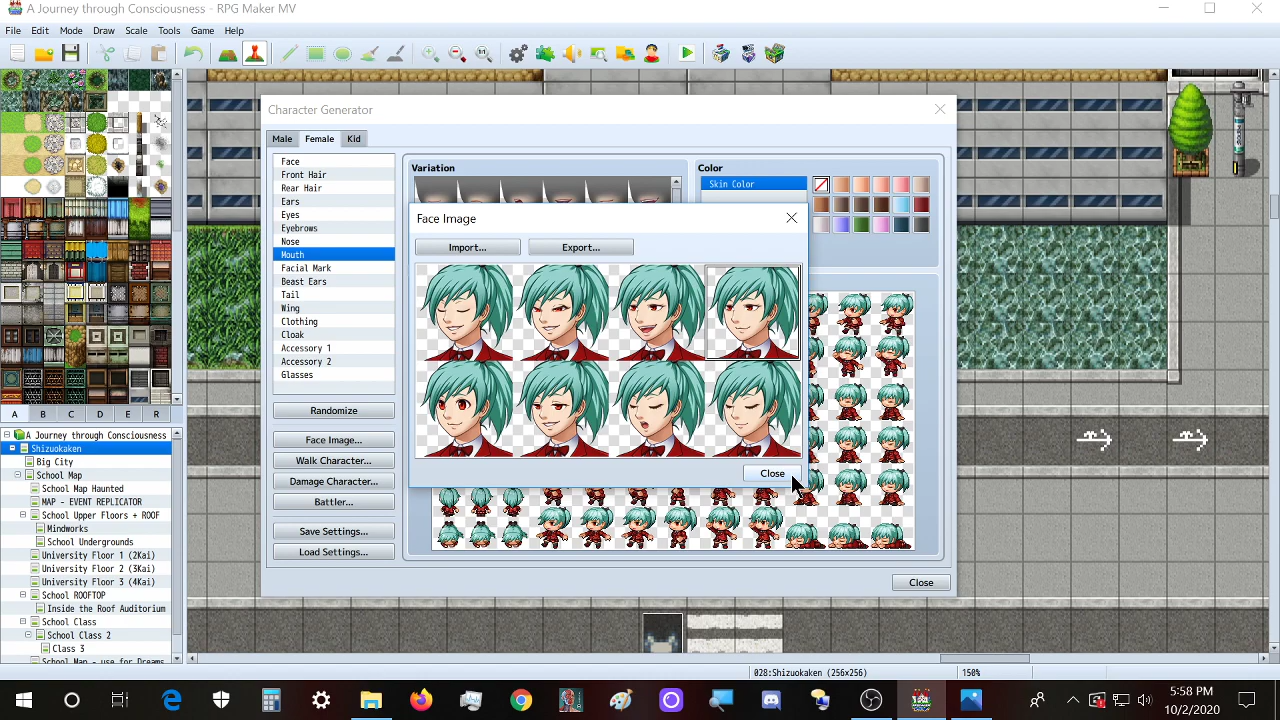 A Journey through Consciousness - RPG Maker MV
File Edit Mode Draw Scale Tools Game Help
Character Generator
Male Female Kid
Face
Front Hair
Rear Hair
Ears
Eyes
Eyebrows
Nose
Mouth
Facial Mark
Beast Ears
Tail
Wing
Clothing
Cloak
Accessory 1
Accessory 2
Glasses
Randomize
Face Image...
Walk Character...
Damage Character...
Battler...
Save Settings...
Load Settings...
Variation
Color
Skin Color
Face Image
Import... Export...
Close
Close
A B C D E R
A Journey through Consciousness
Shizuokaken
Big City
School Map
School Map Haunted
MAP - EVENT REPLICATOR
School Upper Floors + ROOF
Mindworks
School Undergrounds
University Floor 1 (2Kai)
University Floor 2 (3Kai)
University Floor 3 (4Kai)
School ROOFTOP
Inside the Roof Auditorium
School Class
School Class 2
Class 3
School Map - use for Dreams
028:Shizuokaken (256x256) 150%
5:58 PM
10/2/2020